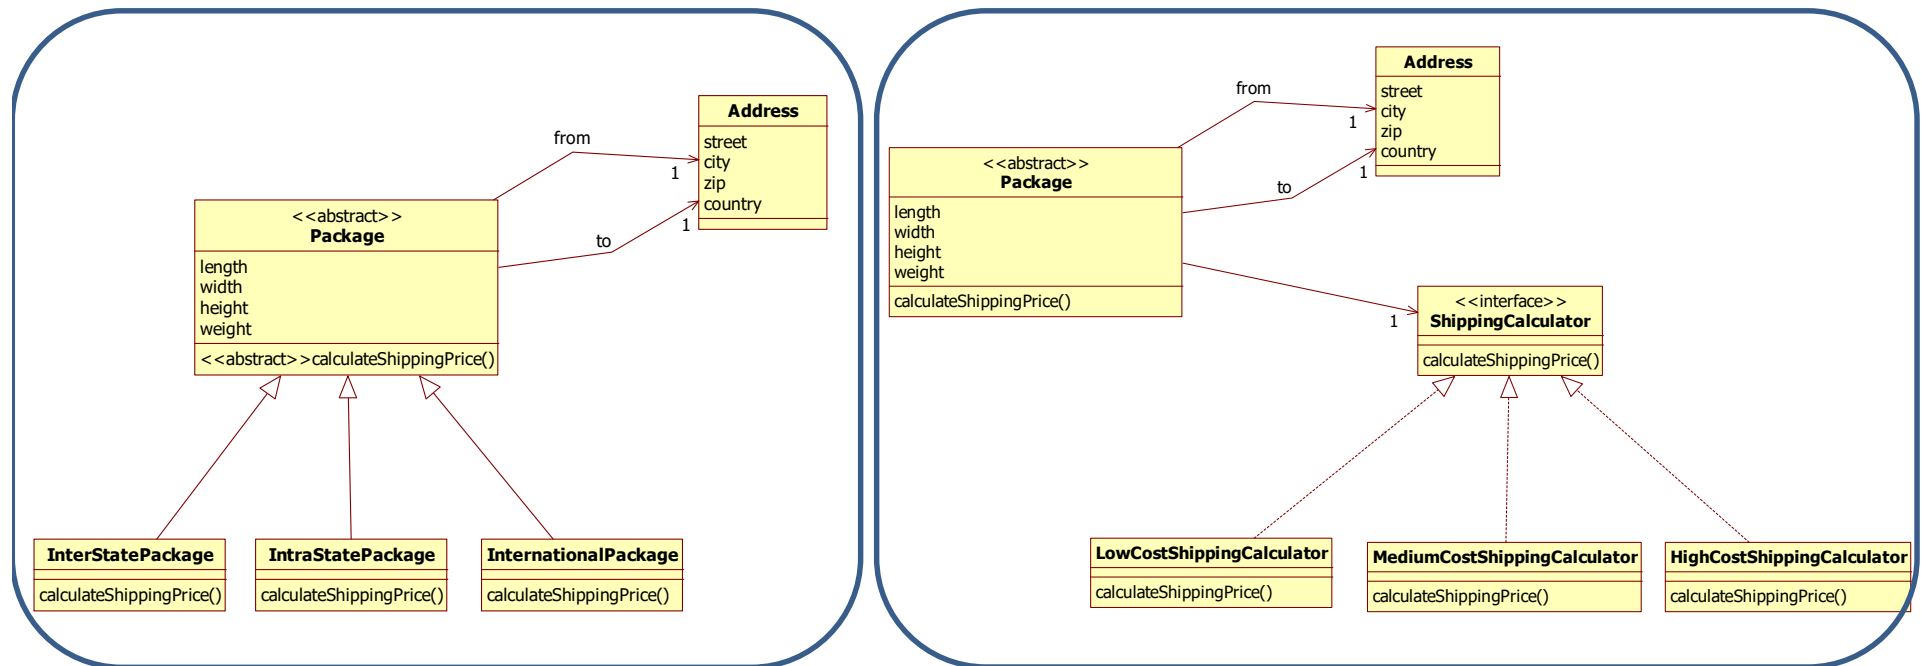 Address
street
city
zip
country
from
1
to
1
<<abstract>>
Package
length
width
height
weight
<<abstract>>calculateShippingPrice()
InterStatePackage
calculateShippingPrice()
IntraStatePackage
calculateShippingPrice()
InternationalPackage
calculateShippingPrice()
Address
street
city
zip
country
from
1
to
1
<<abstract>>
Package
length
width
height
weight
calculateShippingPrice()
1
<<interface>>
ShippingCalculator
calculateShippingPrice()
LowCostShippingCalculator
calculateShippingPrice()
MediumCostShippingCalculator
calculateShippingPrice()
HighCostShippingCalculator
calculateShippingPrice()